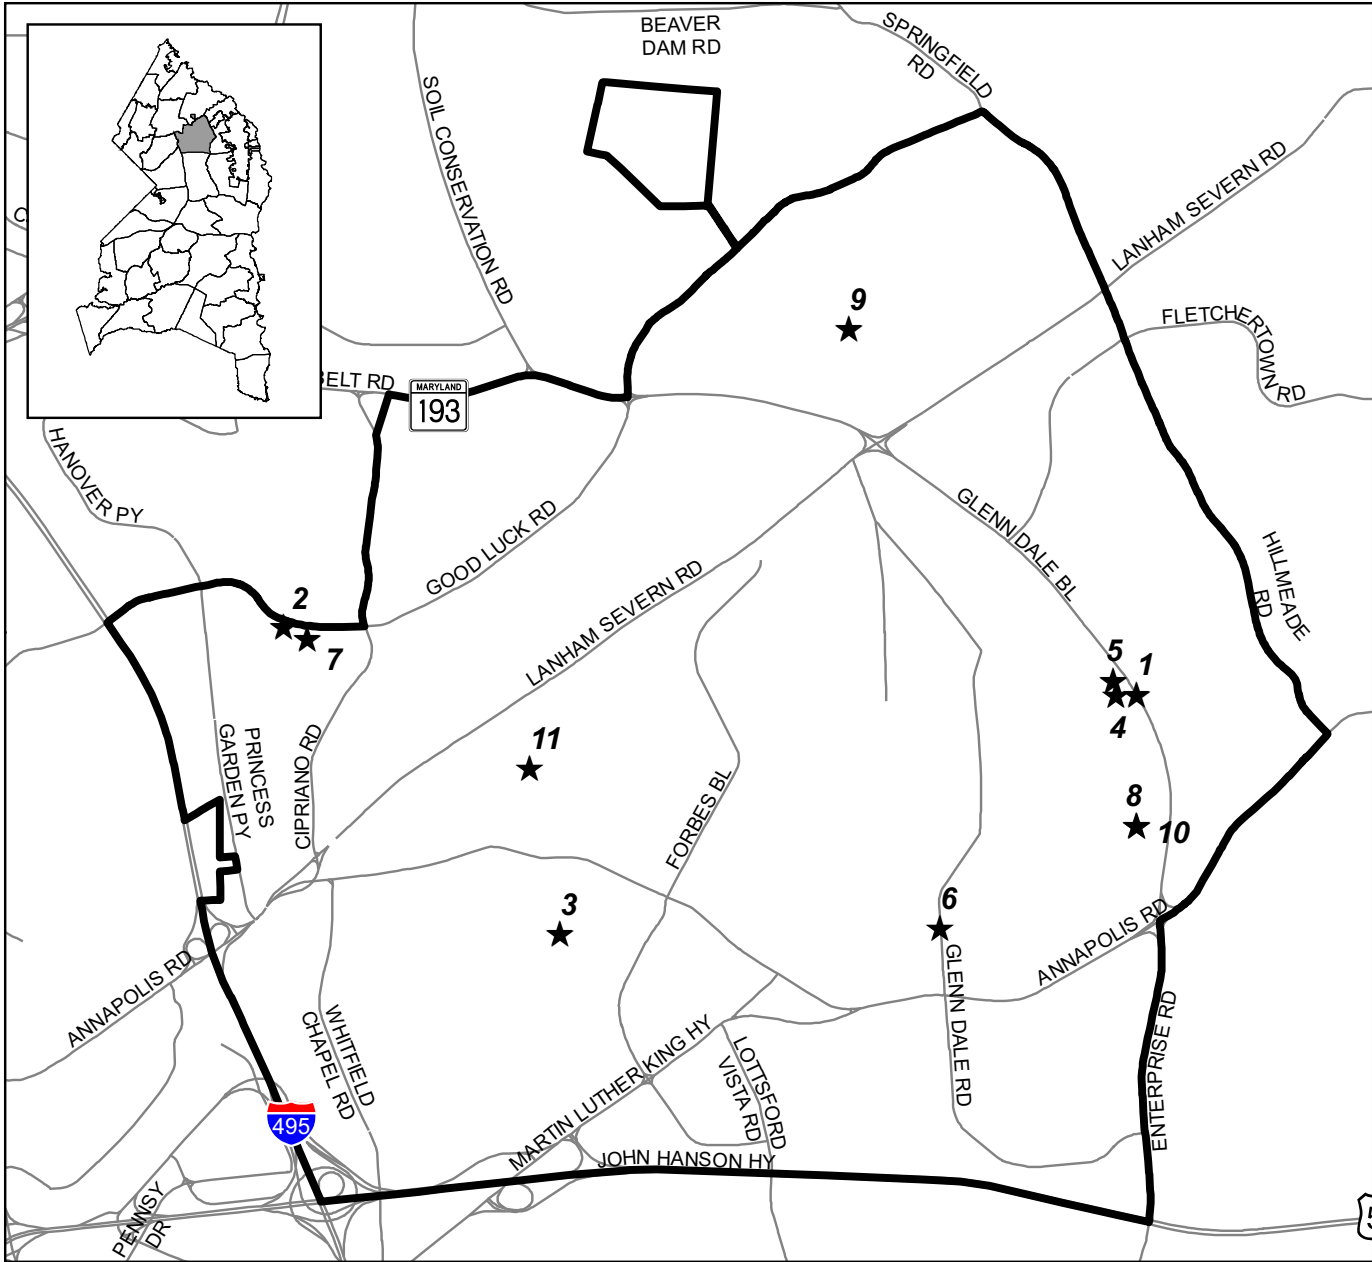 BEAVER
DAM RD
SPRINGFIELD
RD
SOIL CONSERVATION RD
LANHAM SEVERN RD
9
FLETCHERTOWN
RD
BELT RD
MARYLAND
193
HANOVER PY
GOOD LUCK RD
GLENN DALE BL
HILLMEADE
RD
LANHAM SEVERN RD
2
7
5
1
4
PRINCESS
GARDEN PY
CIPRIANO RD
11
FORBES BL
8
10
3
6
ANNAPOLIS RD
ANNAPOLIS RD
GLENN DALE RD
ENTERPRISE RD
WHITFIELD
CHAPEL RD
MARTIN LUTHER KING HY
LOTTSFORD
VISTA RD
495
JOHN HANSON HY
PENNSY
DR
5